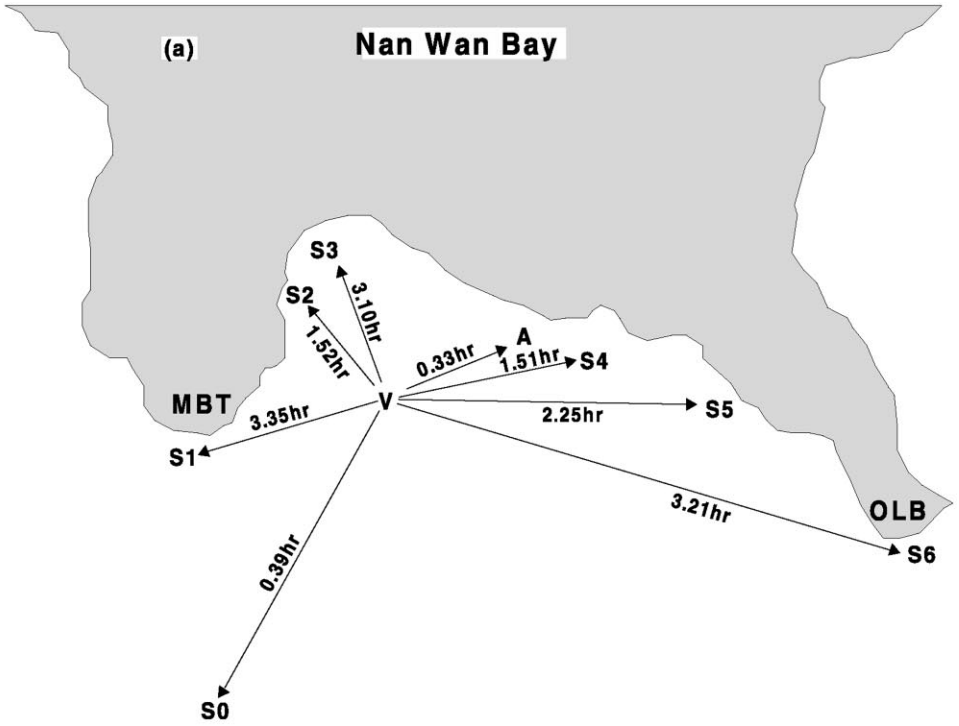 (a)
Nan Wan Bay
S3
S2
3.10hr
1.52hr
A
0.33hr
1.51hr
S4
MBT
V
S5
3.35hr
2.25hr
S1
3.21hr
OLB
S6
0.39hr
S0